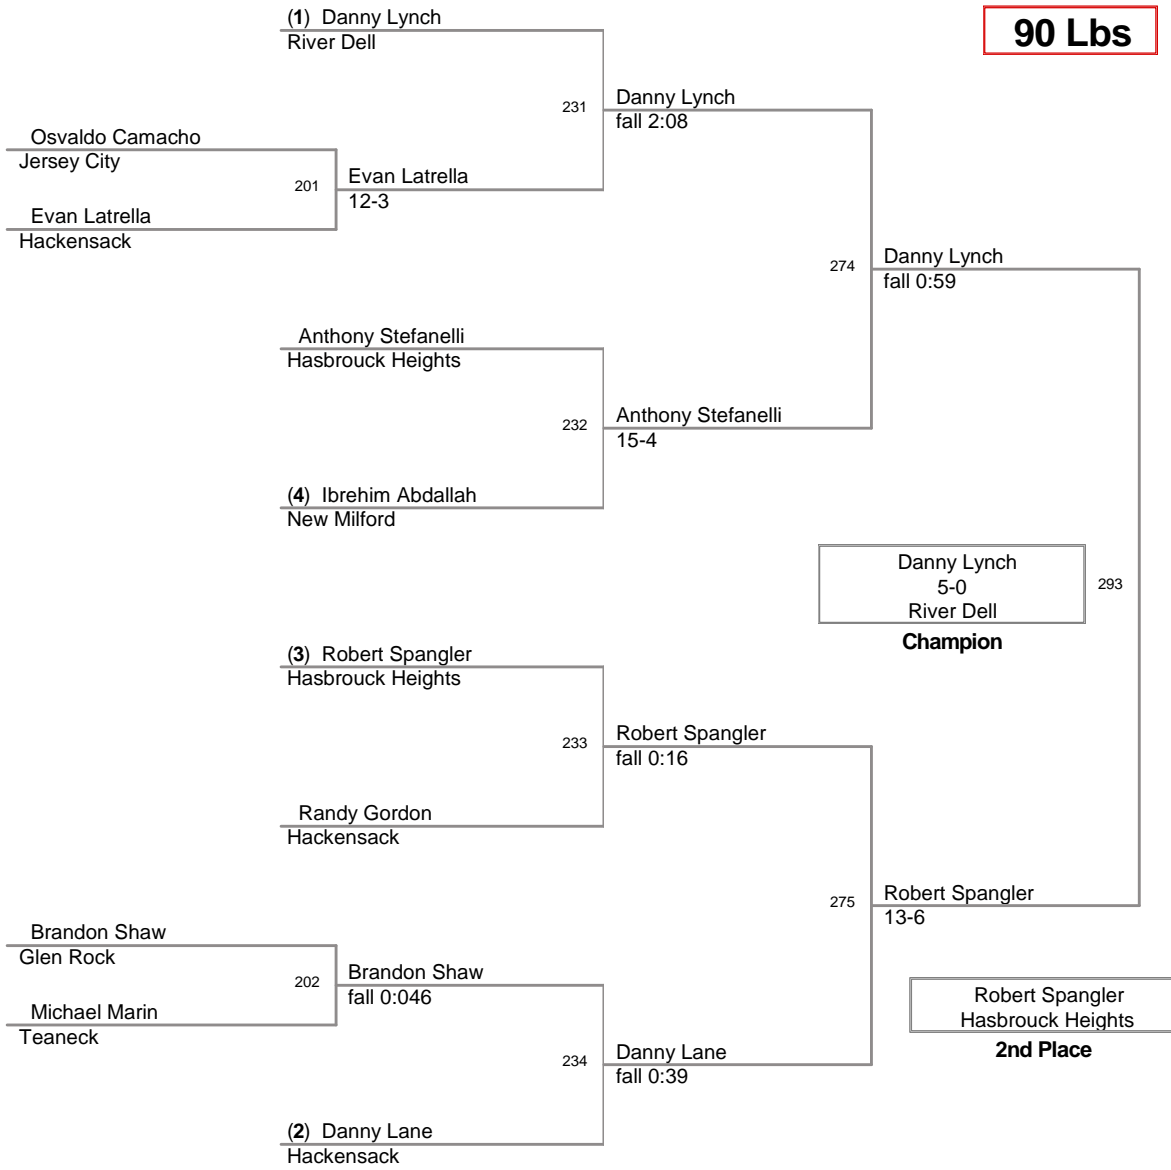 (1) Danny Lynch
River Dell
90 Lbs
231
Danny Lynch
fall 2:08
Osvaldo Camacho
Jersey City
201
Evan Latrella
12-3
Evan Latrella
Hackensack
274
Danny Lynch
fall 0:59
Anthony Stefanelli
Hasbrouck Heights
232
Anthony Stefanelli
15-4
(4) Ibrehim Abdallah
New Milford
Danny Lynch
5-0
River Dell
293
Champion
(3) Robert Spangler
Hasbrouck Heights
233
Robert Spangler
fall 0:16
Randy Gordon
Hackensack
275
Robert Spangler
13-6
Brandon Shaw
Glen Rock
202
Brandon Shaw
fall 0:046
Michael Marin
Teaneck
Robert Spangler
Hasbrouck Heights
2nd Place
234
Danny Lane
fall 0:39
(2) Danny Lane
Hackensack